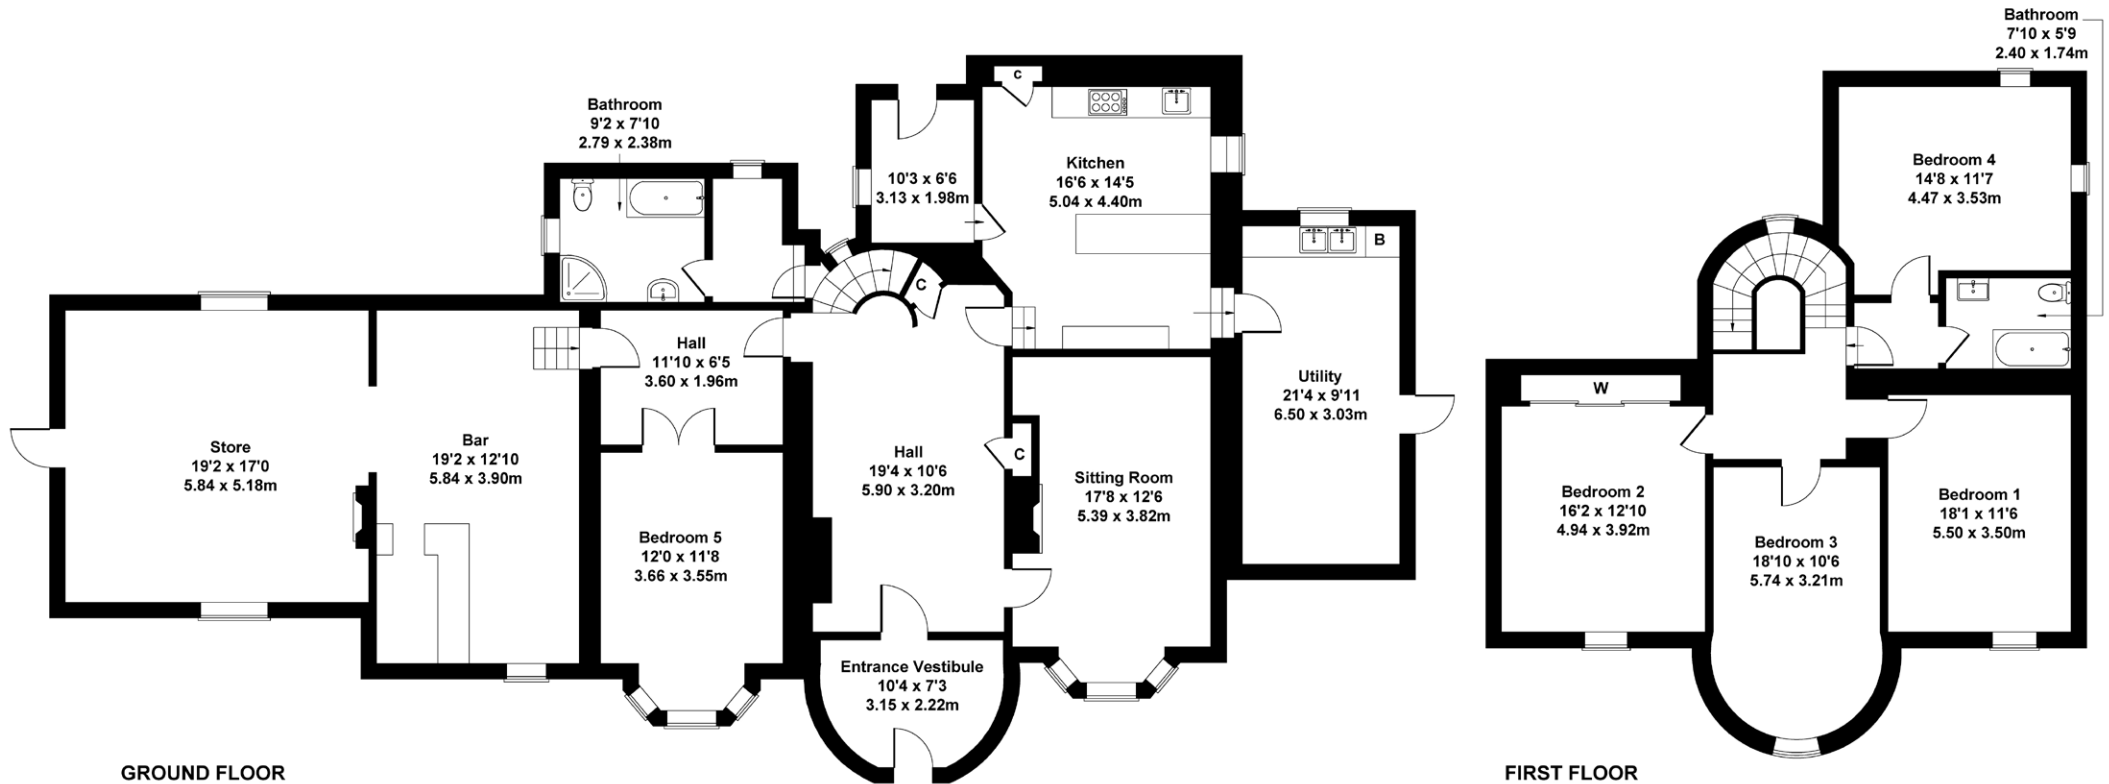 Bathroom
9'2 x 7'10
2.79 x 2.38m
10'3 x 6'6
3.13 x 1.98m
C
Kitchen
16'6 x 14'5
5.04 x 4.40m
B
C
Hall
11'10 x 6'5
3.60 x 1.96m
Utility
21'4 x 9'11
6.50 x 3.03m
Store
19'2 x 17'0
5.84 x 5.18m
Bar
19'2 x 12'10
5.84 x 3.90m
Hall
19'4 x 10'6
5.90 x 3.20m
C
Sitting Room
17'8 x 12'6
5.39 x 3.82m
Bedroom 5
12'0 x 11'8
3.66 x 3.55m
Entrance Vestibule
10'4 x 7'3
3.15 x 2.22m
GROUND FLOOR
Bathroom
7'10 x 5'9
2.40 x 1.74m
Bedroom 4
14'8 x 11'7
4.47 x 3.53m
W
Bedroom 2
16'2 x 12'10
4.94 x 3.92m
Bedroom 1
18'1 x 11'6
5.50 x 3.50m
Bedroom 3
18'10 x 10'6
5.74 x 3.21m
FIRST FLOOR